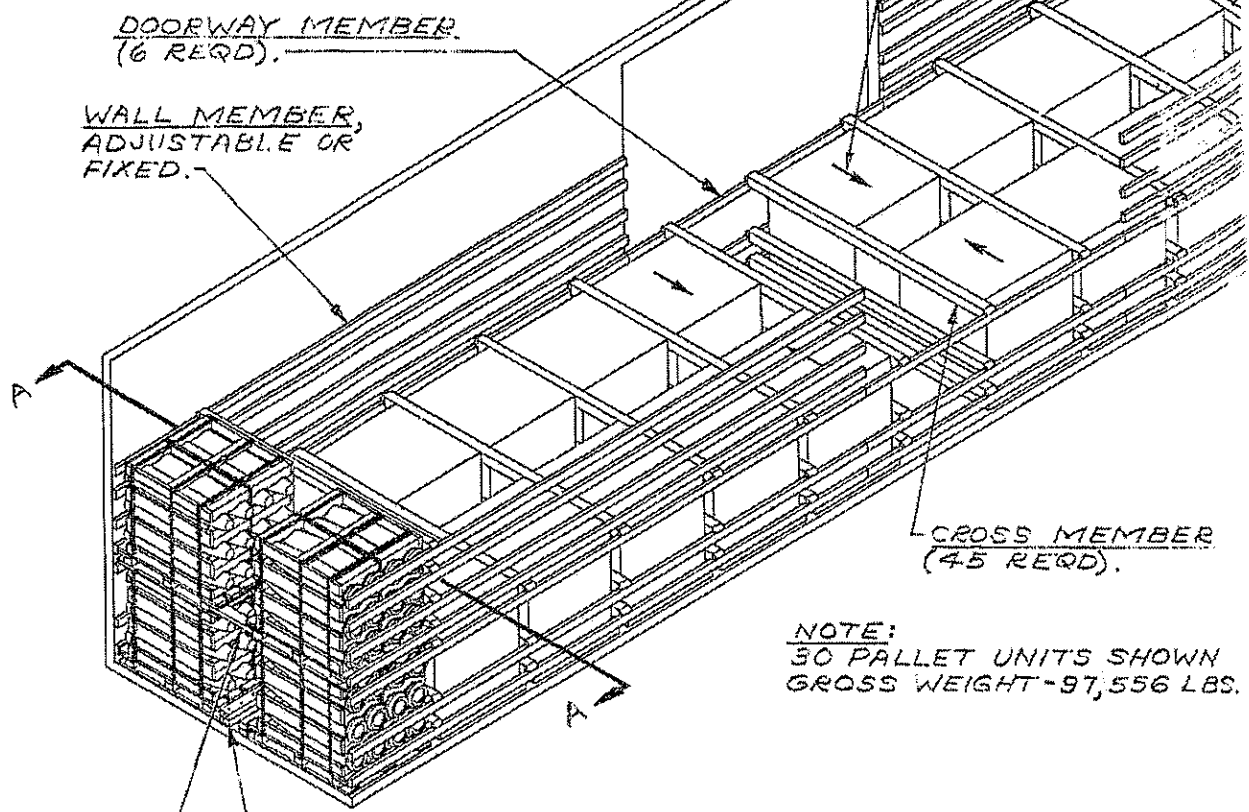 DOORWAY MEMBER
(6 REQD).
WALL MEMBER,
ADJUSTABLE OR
FIXED.
A
A
CROSS MEMBER
(45 REQD).
NOTE:
30 PALLET UNITS SHOWN
GROSS WEIGHT-97,556 LBS.